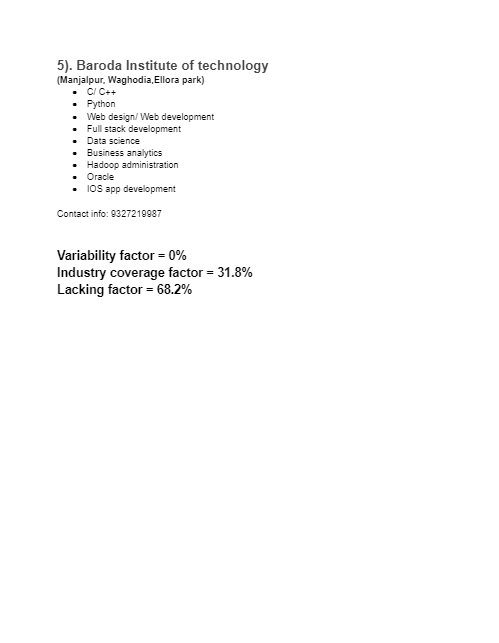 5). Baroda Institute of technology
(Manjalpur, Waghodia,Ellora park)
• C/ C++
• Python
• Web design/ Web development
• Full stack development
• Data science
• Business analytics
• Hadoop administration
• Oracle
• IOS app development
Contact info: 9327219987
Variability factor = 0%
Industry coverage factor = 31.8%
Lacking factor = 68.2%